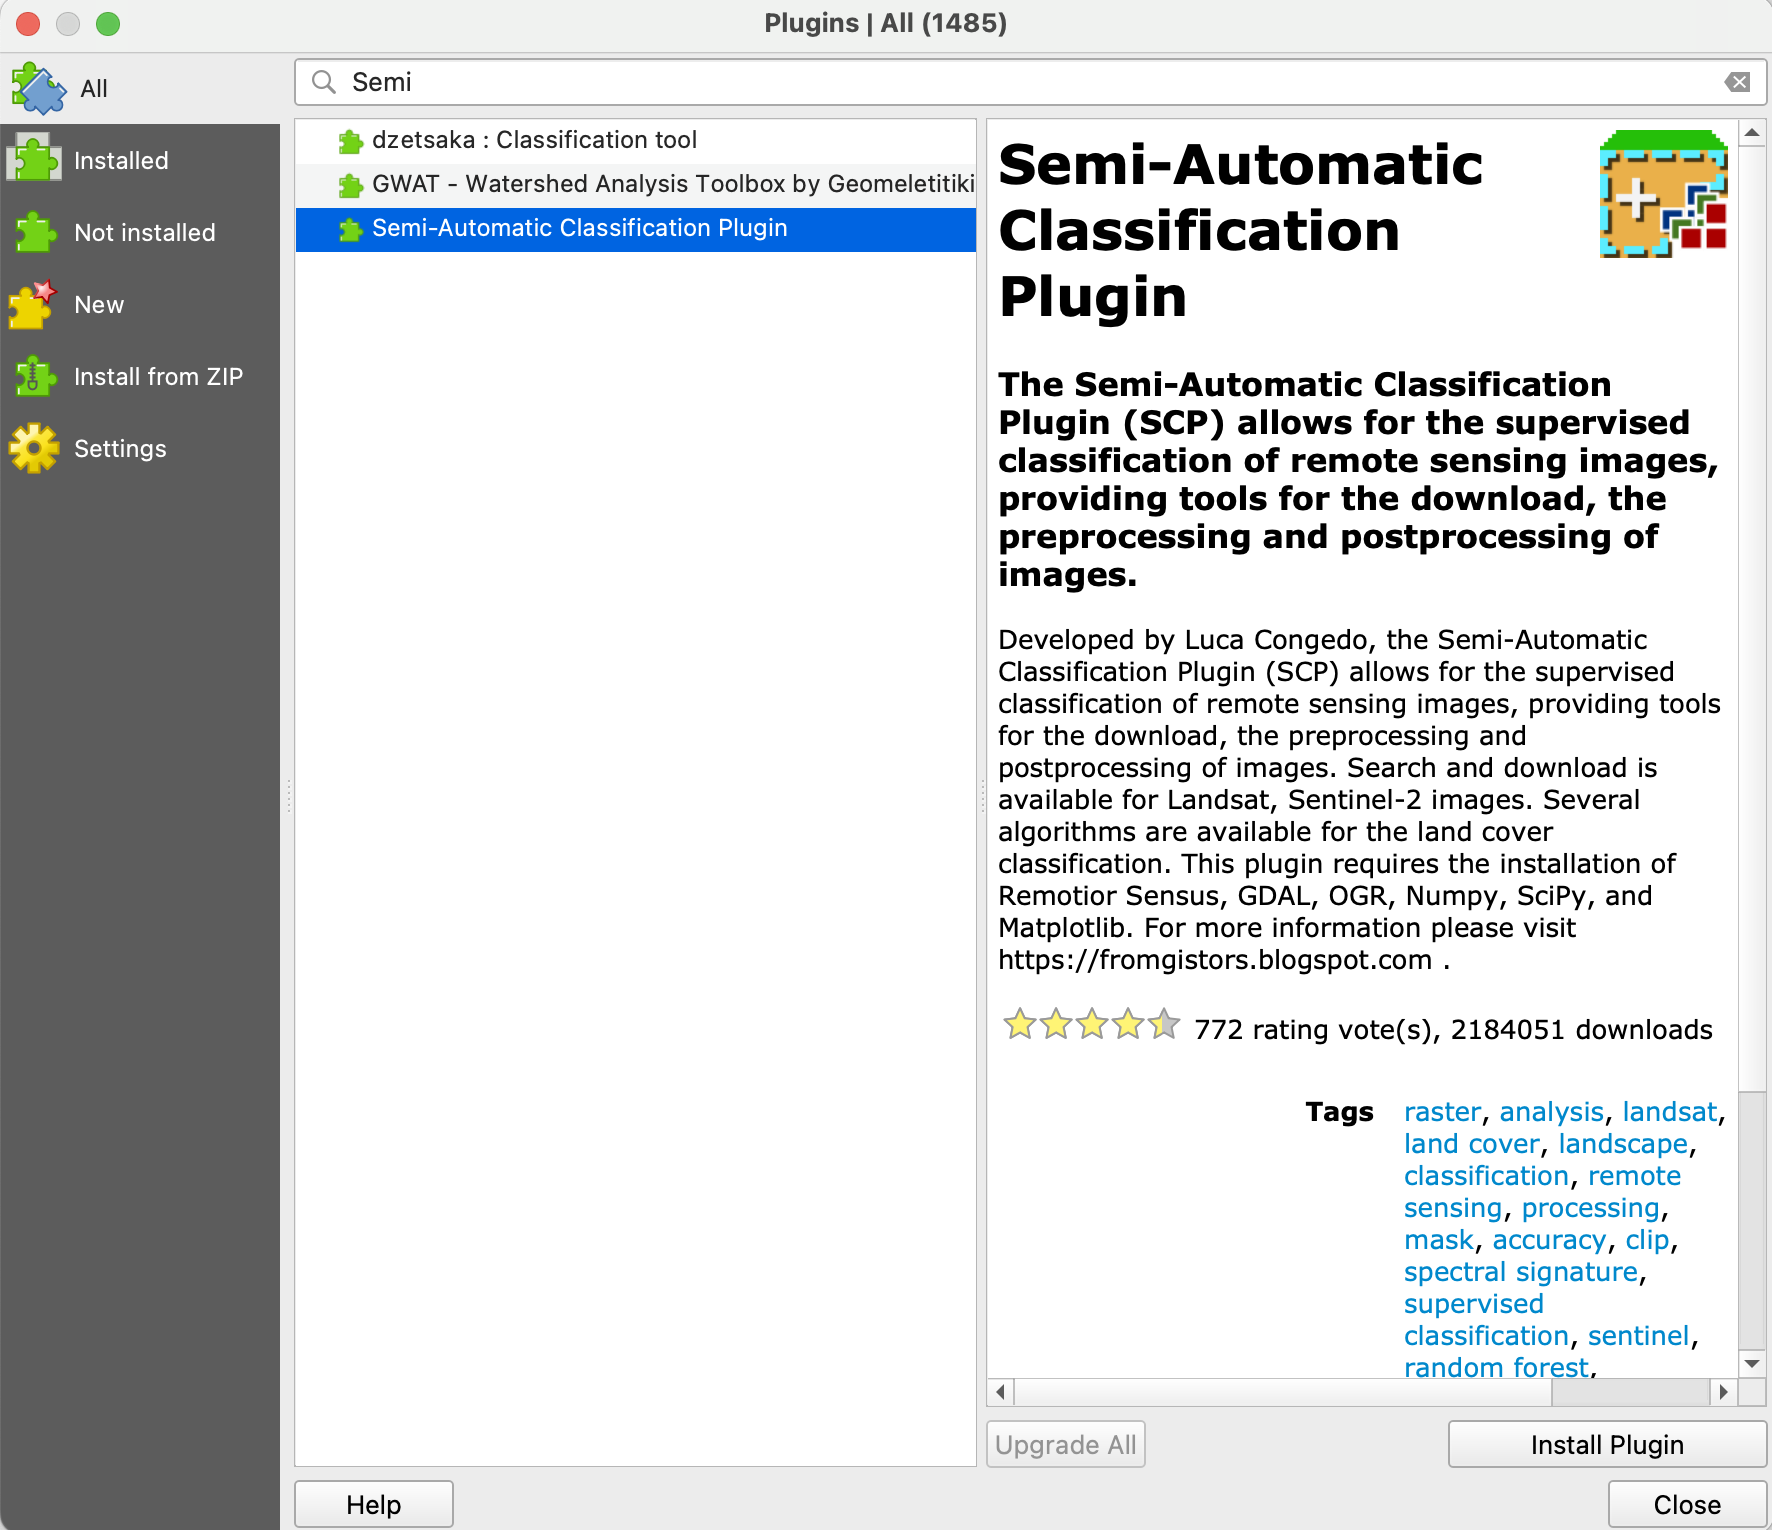 Plugins | All (1485)
All
Installed
Not installed
New
Install from ZIP
Settings
Semi
dzetsaka : Classification tool
GWAT - Watershed Analysis Toolbox by Geomeletitiki
Semi-Automatic Classification Plugin
Semi-Automatic
Classification
Plugin
The Semi-Automatic Classification
Plugin (SCP) allows for the supervised
classification of remote sensing images,
providing tools for the download, the
preprocessing and postprocessing of
images.
Developed by Luca Congedo, the Semi-Automatic
Classification Plugin (SCP) allows for the supervised
classification of remote sensing images, providing tools
for the download, the preprocessing and
postprocessing of images. Search and download is
available for Landsat, Sentinel-2 images. Several
algorithms are available for the land cover
classification. This plugin requires the installation of
Remotior Sensus, GDAL, OGR, Numpy, SciPy, and
Matplotlib. For more information please visit
https://fromgistors.blogspot.com .
772 rating vote(s), 2184051 downloads
Tags raster, analysis, landsat,
land cover, landscape,
classification, remote
sensing, processing,
mask, accuracy, clip,
spectral signature,
supervised
classification, sentinel,
random forest,
Upgrade All
Install Plugin
Help
Close